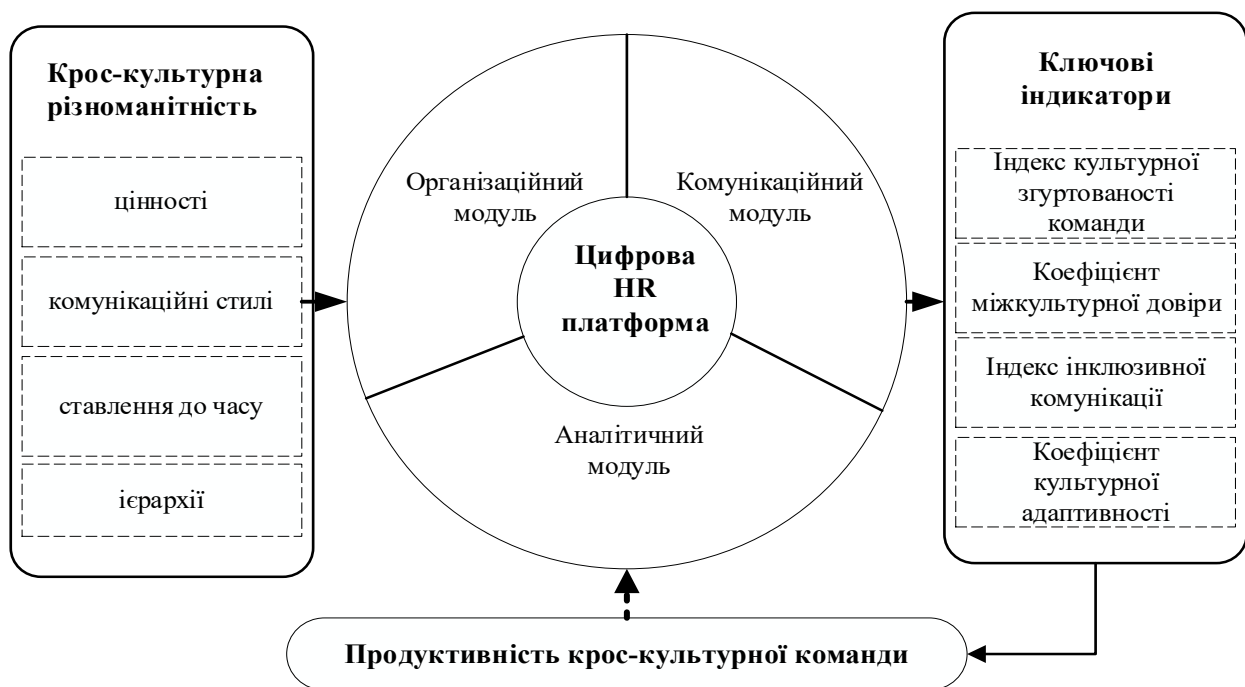 Крос-культурна
різноманітність
цінності
комунікаційні стилі
ставлення до часу
ієрархії
Організаційний
модуль
Комунікаційний
модуль
Цифрова
HR
платформа
Аналітичний
модуль
Ключові
індикатори
Індекс культурної
згуртованості
команди
Коефіцієнт
міжкультурної довіри
Індекс інклюзивної
комунікації
Коефіцієнт
культурної
адаптивності
Продуктивність крос-культурної команди